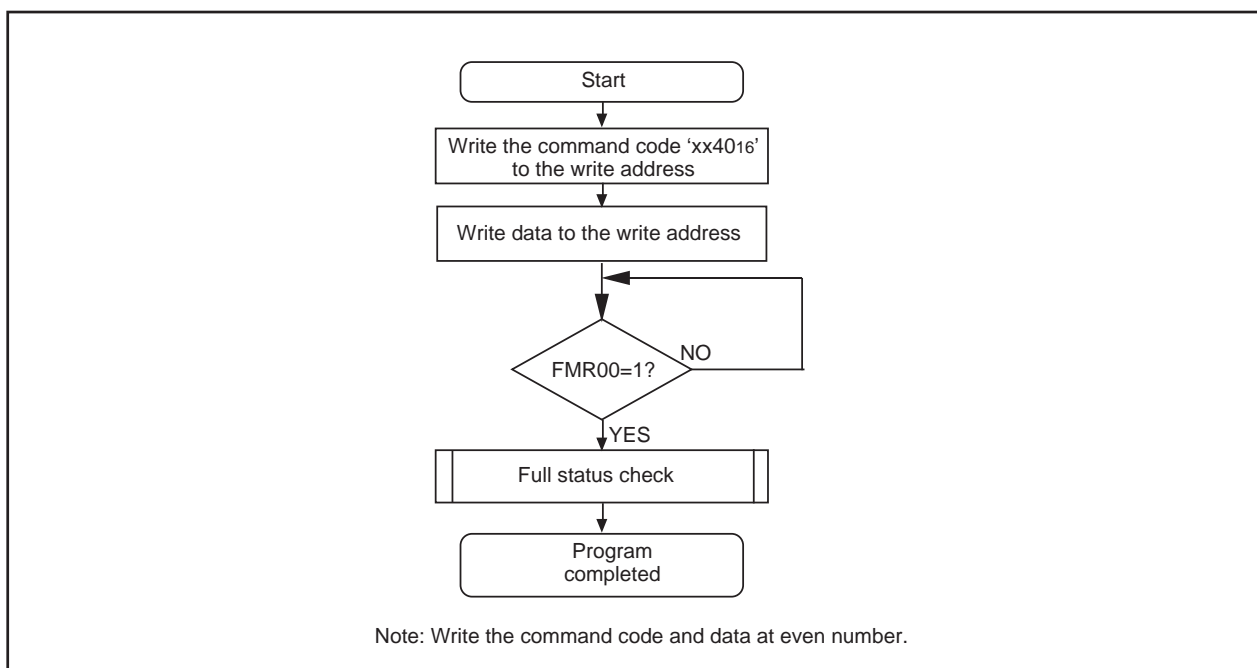 Start
Write the command code ‘xx4016’
to the write address
Write data to the write address
NO
FMR00=1?
YES
Full status check
Program
completed
Note: Write the command code and data at even number.